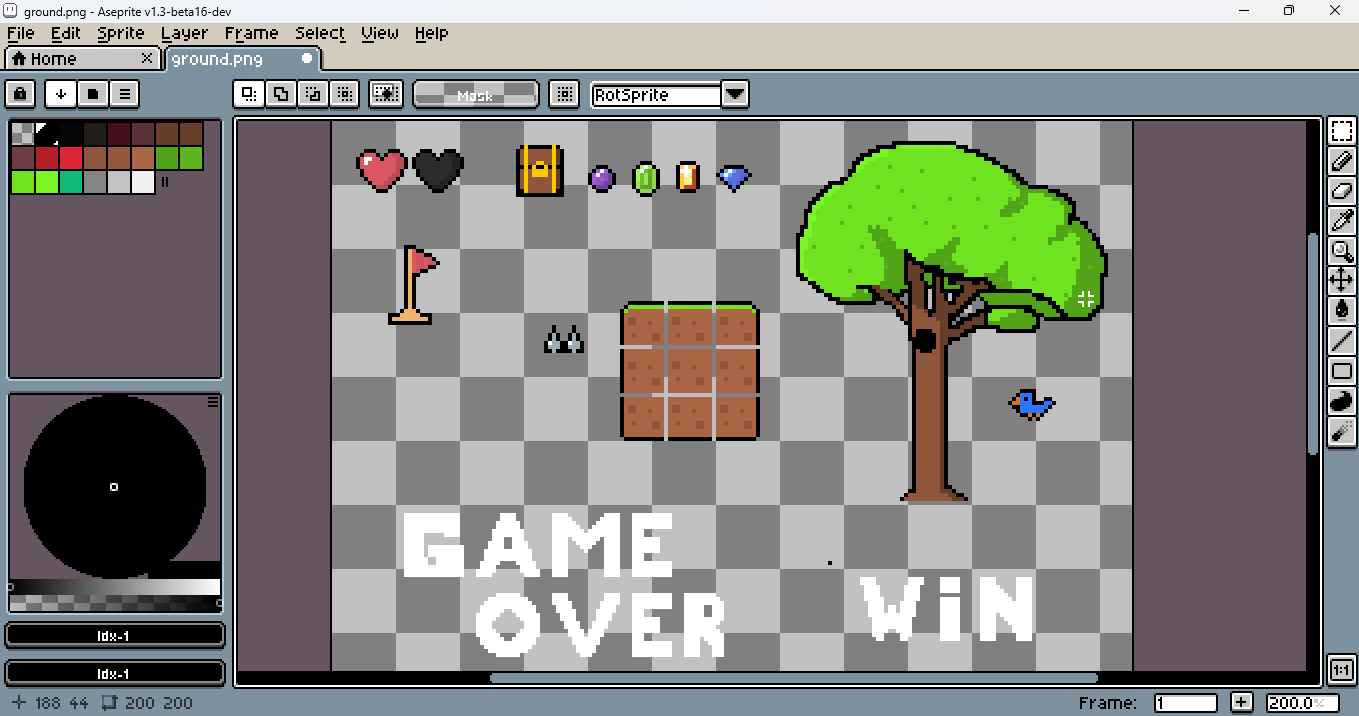 ground.png - Aseprite v1.3-beta16-dev
File Edit Sprite Layer Frame Select View Help
Home ground.png
Mask RotSprite
GAME
OVER
WiN
Idx-1
Idx-1
1:1
188 44 200 200 Frame: 1 200.0%